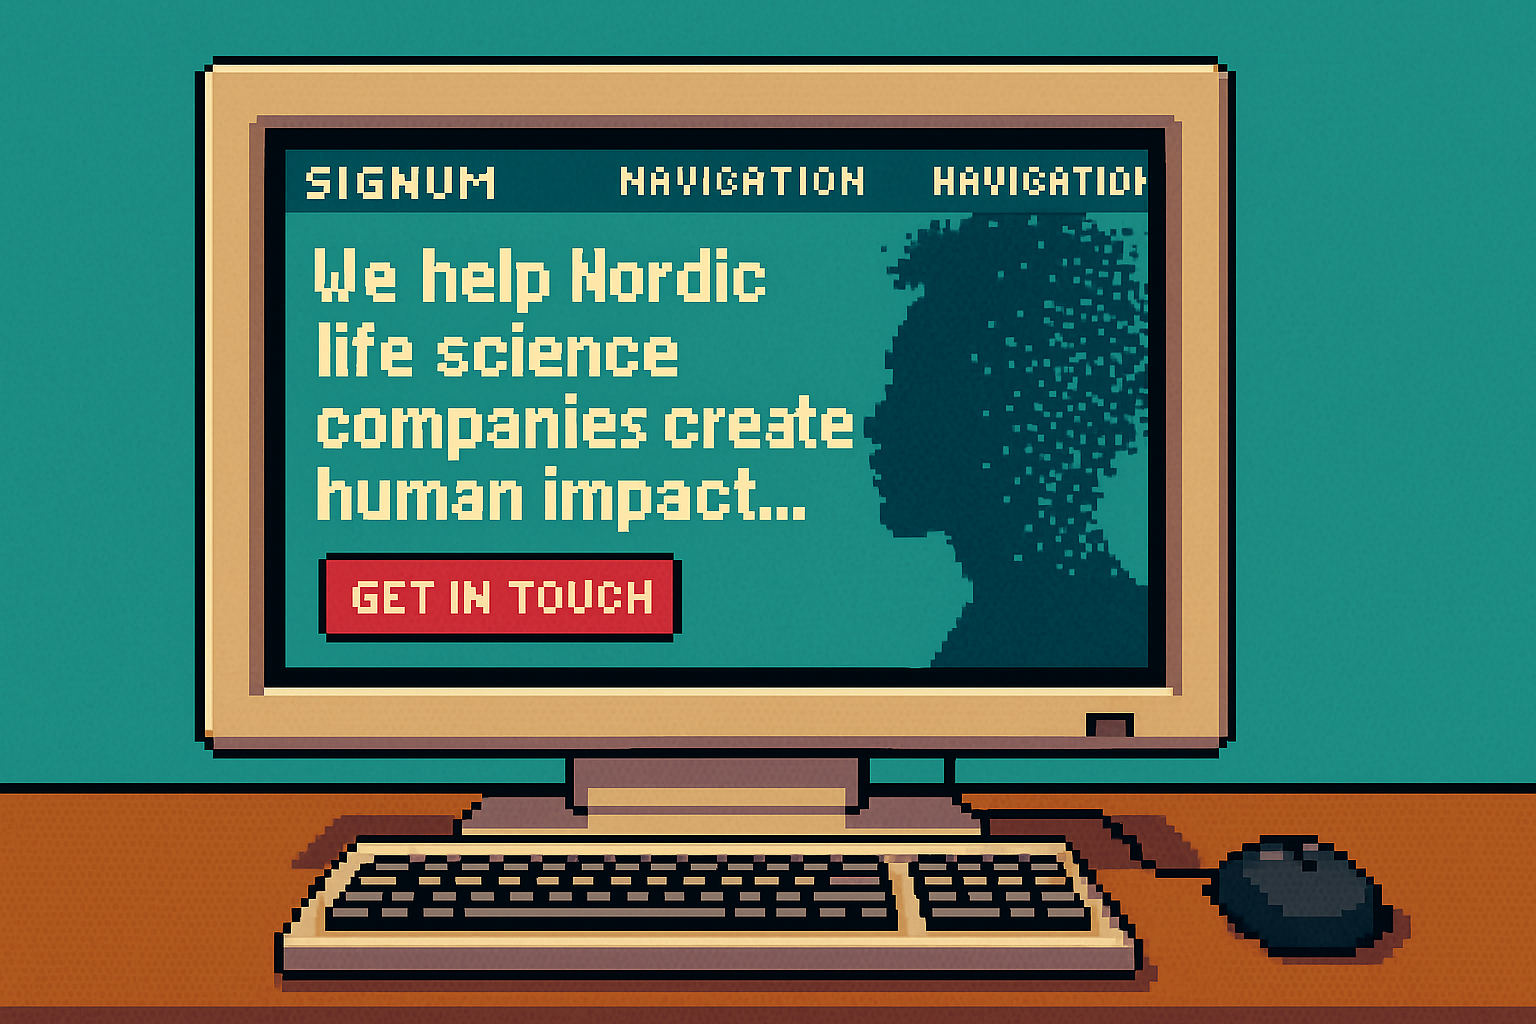 SIGNUM NAVIGATION NAVIGATION
We help Nordic
life science
companies create
human impact...
GET IN TOUCH